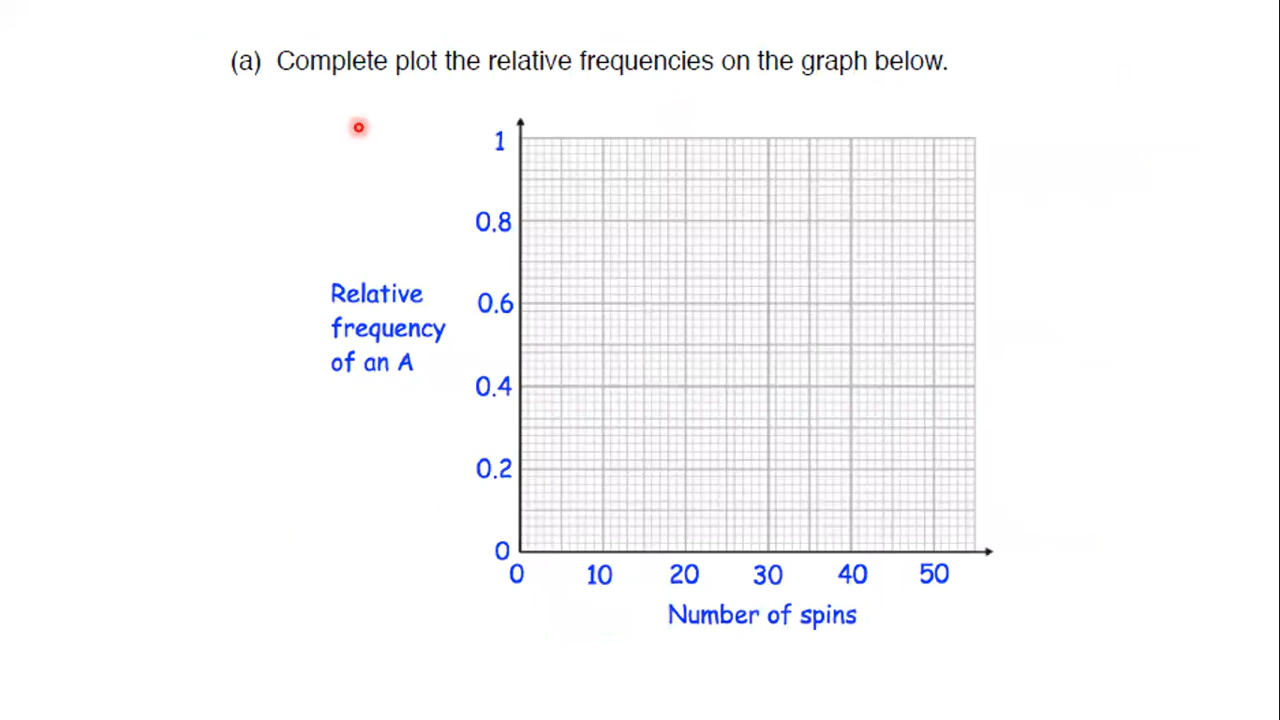 (a) Complete plot the relative frequencies on the graph below.
1
0.8
Relative
frequency
of an A
0.6
0.4
0.2
0
0 10 20 30 40 50
Number of spins